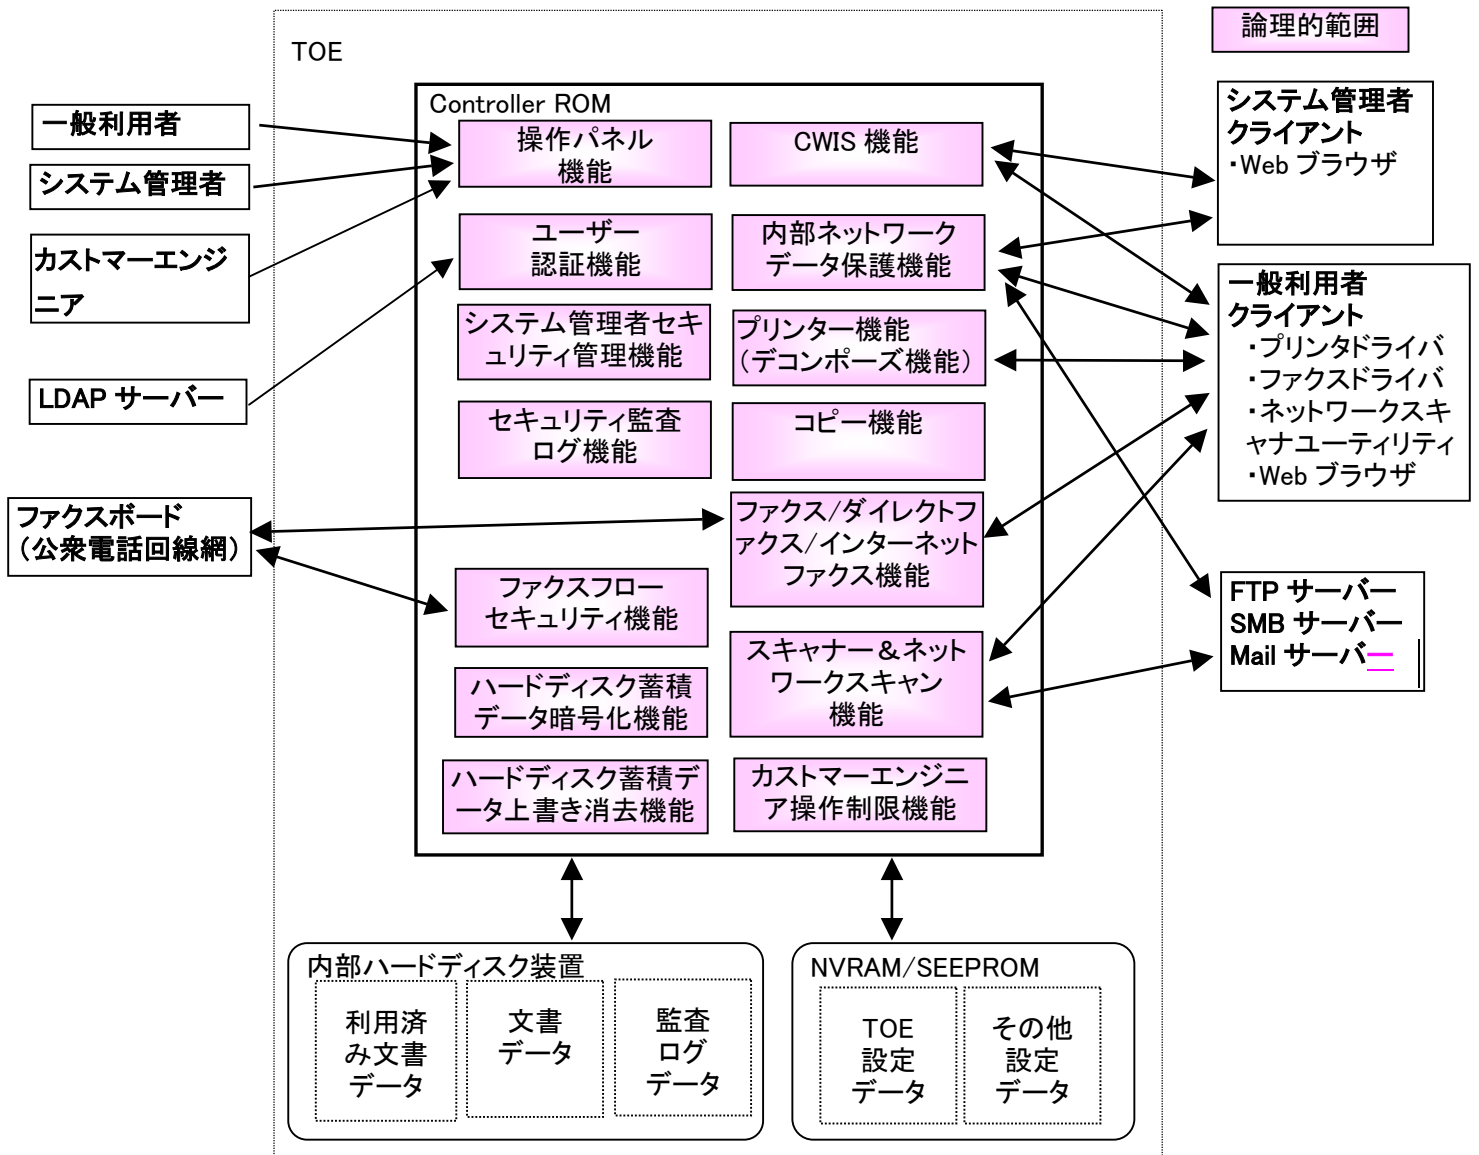 論理的範囲
TOE
Controller ROM
一般利用者
システム管理者
カストマーエンジ
ニア
LDAP サーバー
ファクスボード
（公衆電話回線網）
操作パネル
機能
ユーザー
認証機能
システム管理者セキ
ュリティ管理機能
セキュリティ監査
ログ機能
ファクスフロー
セキュリティ機能
ハードディスク蓄積
データ暗号化機能
ハードディスク蓄積デ
ータ上書き消去機能
CWIS 機能
内部ネットワーク
データ保護機能
プリンター機能
（デコンポーズ機能）
コピー機能
ファクス/ダイレクトフ
ァクス/インターネット
ファクス機能
スキャナー＆ネット
ワークスキャン
機能
カストマーエンジニ
ア操作制限機能
システム管理者
クライアント
・Web ブラウザ
一般利用者
クライアント
・プリンタドライバ
・ファクスドライバ
・ネットワークスキ
ャナユーティリティ
・Web ブラウザ
FTP サーバー
SMB サーバー
Mail サーバー
内部ハードディスク装置
利用済
み文書
データ
文書
データ
監査
ログ
データ
NVRAM/SEEPROM
TOE
設定
データ
その他
設定
データ